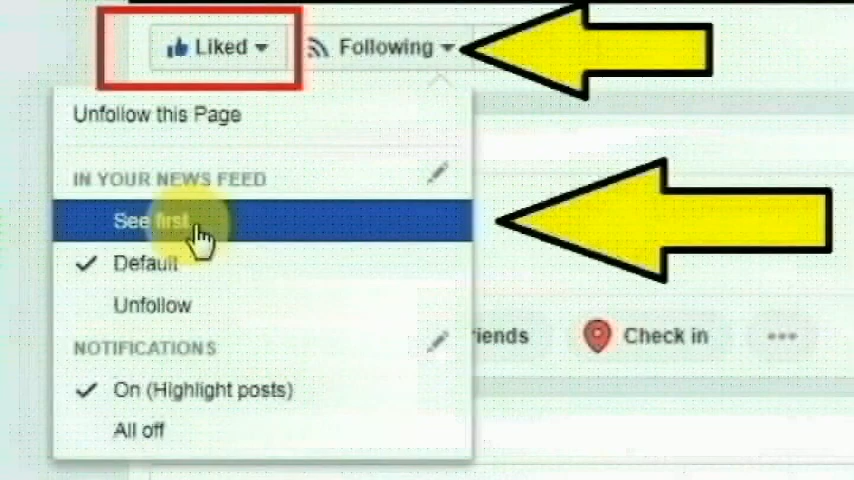 Liked Following
Unfollow this Page
IN YOUR NEWS FEED
See first
Default
Unfollow
riends Check in
NOTIFICATIONS
On (Highlight posts)
All off